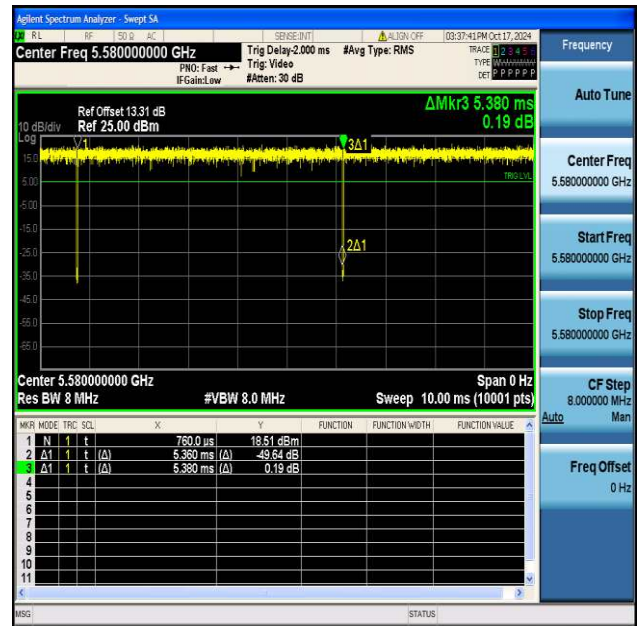 Agilent Spectrum Analyzer - Swept SA
RL RF 50 Ω AC SENSE:INT ALIGN OFF 03:37:41 PM Oct 17, 2024
Center Freq 5.580000000 GHz Trig Delay-2.000 ms #Avg Type: RMS TRACE 1 2 3 4 5 6
PNO: Fast Trig: Video TYPE
IFGain:Low #Atten: 30 dB DET P P P P P P
ΔMkr3 5.380 ms
0.19 dB
Ref Offset 13.31 dB
10 dB/div Ref 25.00 dBm
Log
1
3Δ1
15.0
TRIG LVL
5.00
-5.00
-15.0
2Δ1
-25.0
-35.0
-45.0
-55.0
-65.0
Center 5.580000000 GHz Span 0 Hz
Res BW 8 MHz #VBW 8.0 MHz Sweep 10.00 ms (10001 pts)
MKR MODE TRC SCL X Y FUNCTION FUNCTION WIDTH FUNCTION VALUE
1 N 1 t 760.0 µs 18.51 dBm
2 Δ1 1 t (Δ) 5.360 ms (Δ) -49.64 dB
3 Δ1 1 t (Δ) 5.380 ms (Δ) 0.19 dB
4
5
6
7
8
9
10
11
MSG STATUS
Frequency
Auto Tune
Center Freq
5.580000000 GHz
Start Freq
5.580000000 GHz
Stop Freq
5.580000000 GHz
CF Step
8.000000 MHz
Auto Man
Freq Offset
0 Hz